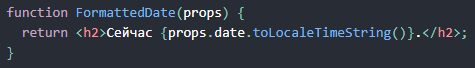 function FormattedDate(props) {
  return <h2>Сейчас {props.date.toLocaleTimeString()}.</h2>;
}